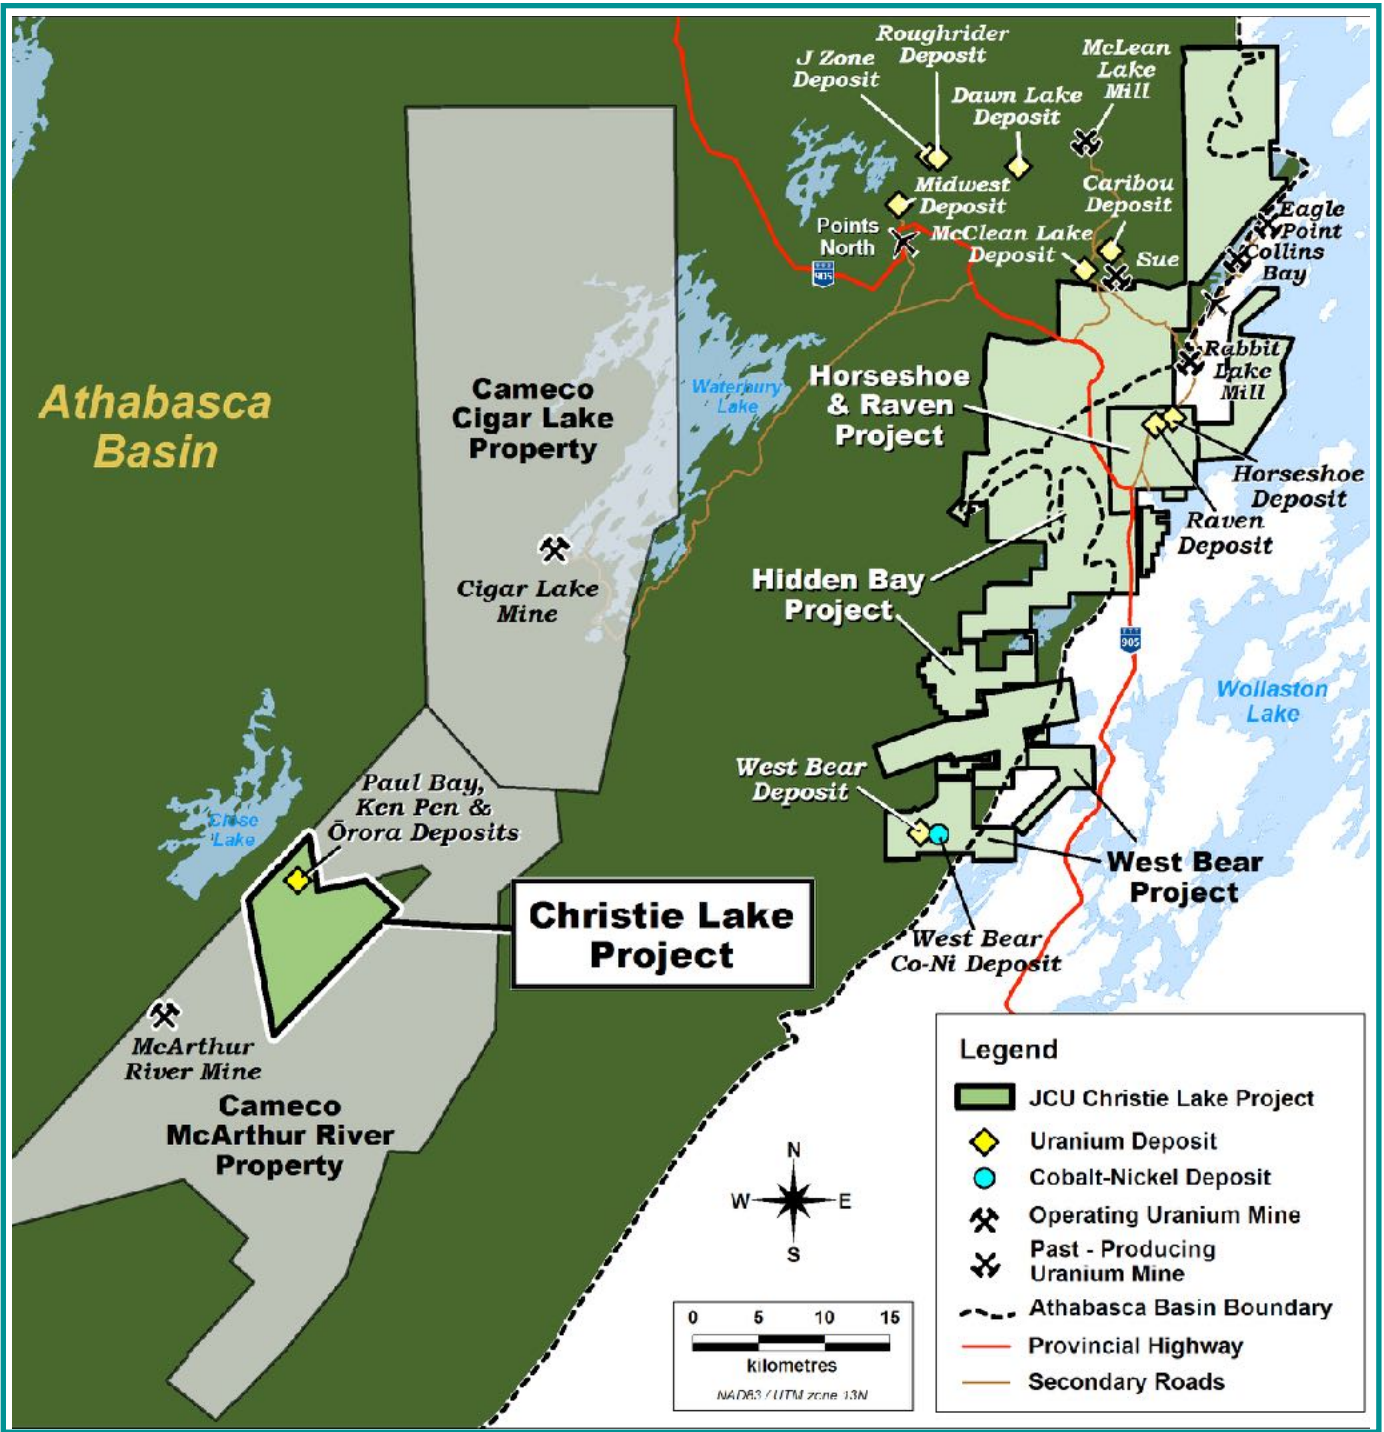 Roughrider
Deposit
J Zone
Deposit
McLean
Lake
Mill
Dawn Lake
Deposit
Midwest
Deposit
Caribou
Deposit
Points
North
McClean Lake
Deposit
Sue
Eagle
Point
Collins
Bay
905
Rabbit
Lake
Mill
Athabasca
Basin
Cameco
Cigar Lake
Property
Waterbury
Lake
Horseshoe
& Raven
Project
Horseshoe
Deposit
Raven
Deposit
Cigar Lake
Mine
Hidden Bay
Project
905
Wollaston
Lake
Paul Bay,
Ken Pen &
Ōrora Deposits
Close
Lake
West Bear
Deposit
West Bear
Project
Christie Lake
Project
West Bear
Co-Ni Deposit
McArthur
River Mine
Cameco
McArthur River
Property
N
W
E
S
0 5 10 15
kilometres
NAD83 / UTM zone 13N
Legend
JCU Christie Lake Project
Uranium Deposit
Cobalt-Nickel Deposit
Operating Uranium Mine
Past - Producing
Uranium Mine
Athabasca Basin Boundary
Provincial Highway
Secondary Roads